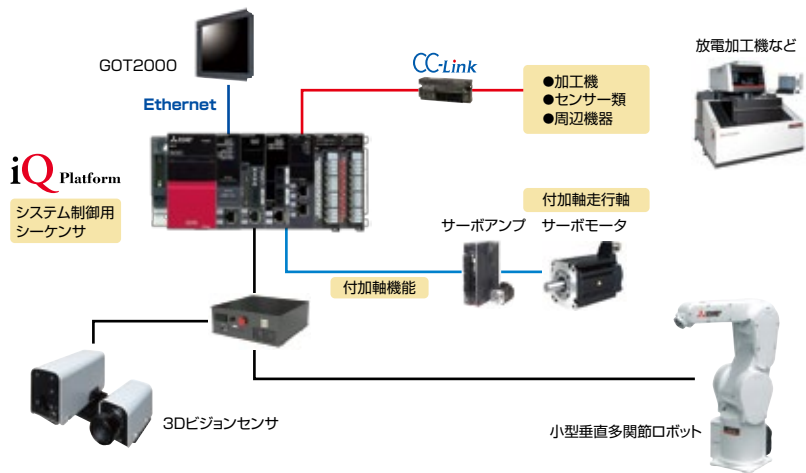 GOT2000
Ethernet
CC-Link
●加工機
●センサー類
●周辺機器
放電加工機など
iQ Platform
システム制御用
シーケンサ
付加軸走行軸
サーボアンプ
サーボモータ
付加軸機能
3Dビジョンセンサ
小型垂直多関節ロボット